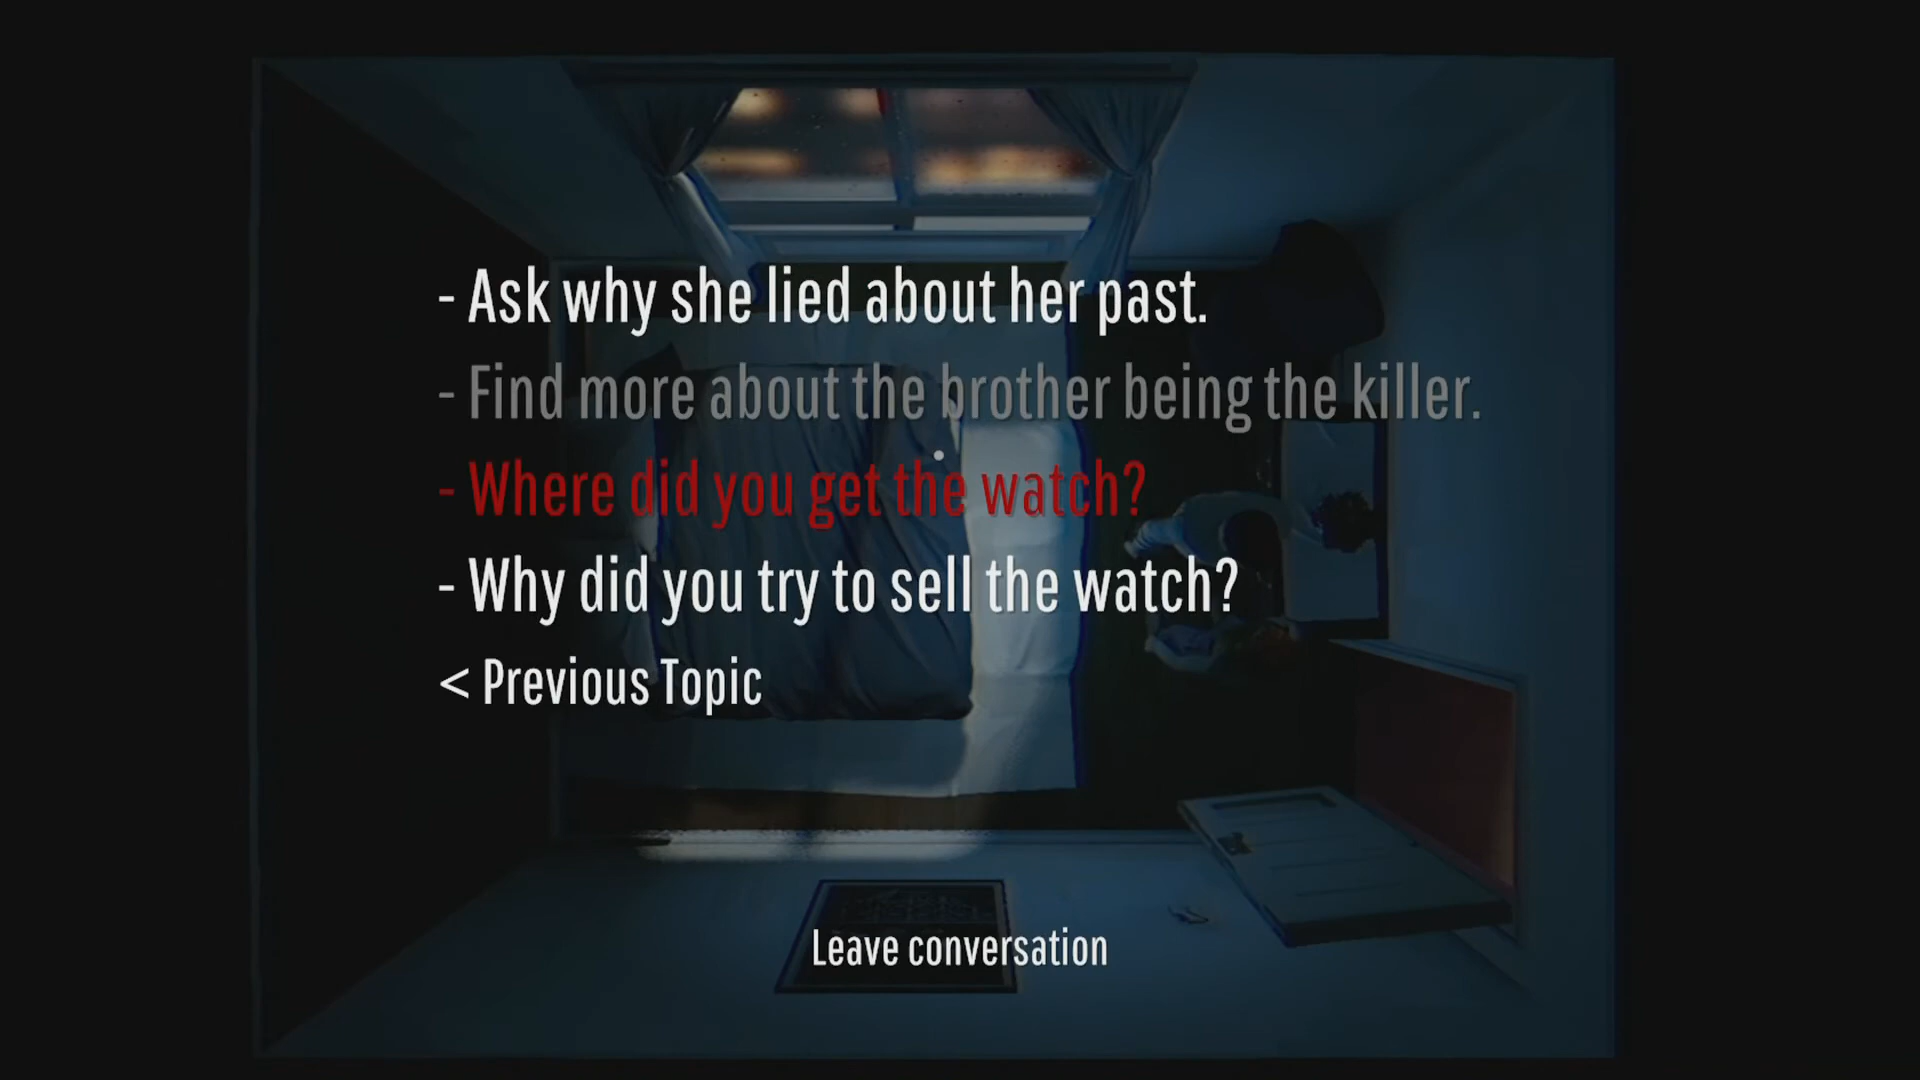 - Ask why she lied about her past.
- Find more about the brother being the killer.
- Where did you get the watch?
- Why did you try to sell the watch?
< Previous Topic
Leave conversation